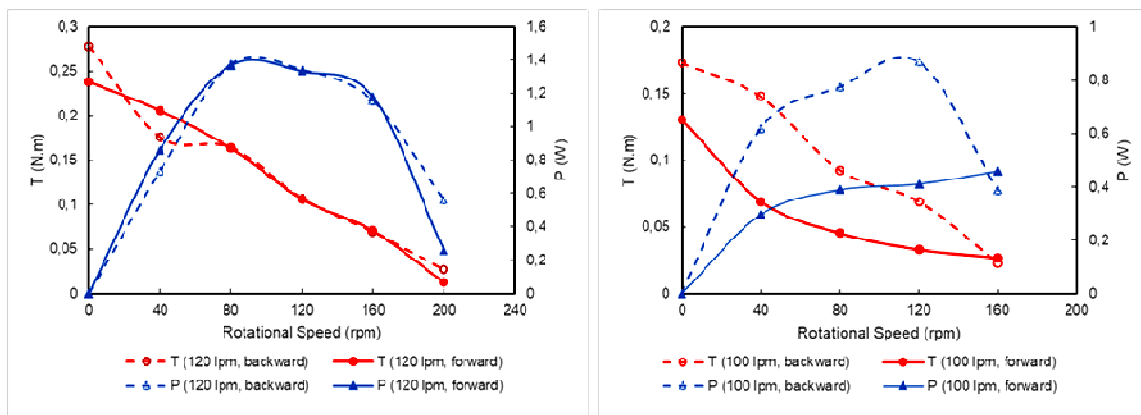 0,3
0,25
0,2
0,15
0,1
0,05
0
T (N.m)
1,6
1,4
1,2
1
0,8
0,6
0,4
0,2
0
P (W)
0 40 80 120 160 200 240
Rotational Speed (rpm)
T (120 lpm, backward) T (120 lpm, forward)
P (120 lpm, backward) P (120 lpm, forward)
0,2
0,15
0,1
0,05
0
T (N.m)
1
0,8
0,6
0,4
0,2
0
P (W)
0 40 80 120 160 200
Rotational Speed (rpm)
T (100 lpm, backward) T (100 lpm, forward)
P (100 lpm, backward) P (100 lpm, forward)